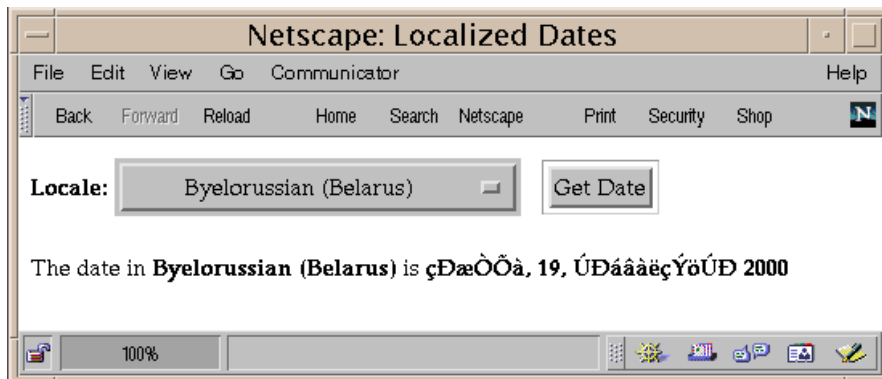 Netscape: Localized Dates
File Edit View Go Communicator Help
Back Forward Reload Home Search Netscape Print Security Shop N
Locale: Byelorussian (Belarus) Get Date
The date in Byelorussian (Belarus) is çÐæÒÕà, 19, ÚÐáâàëçÝöÚÐ 2000
100%